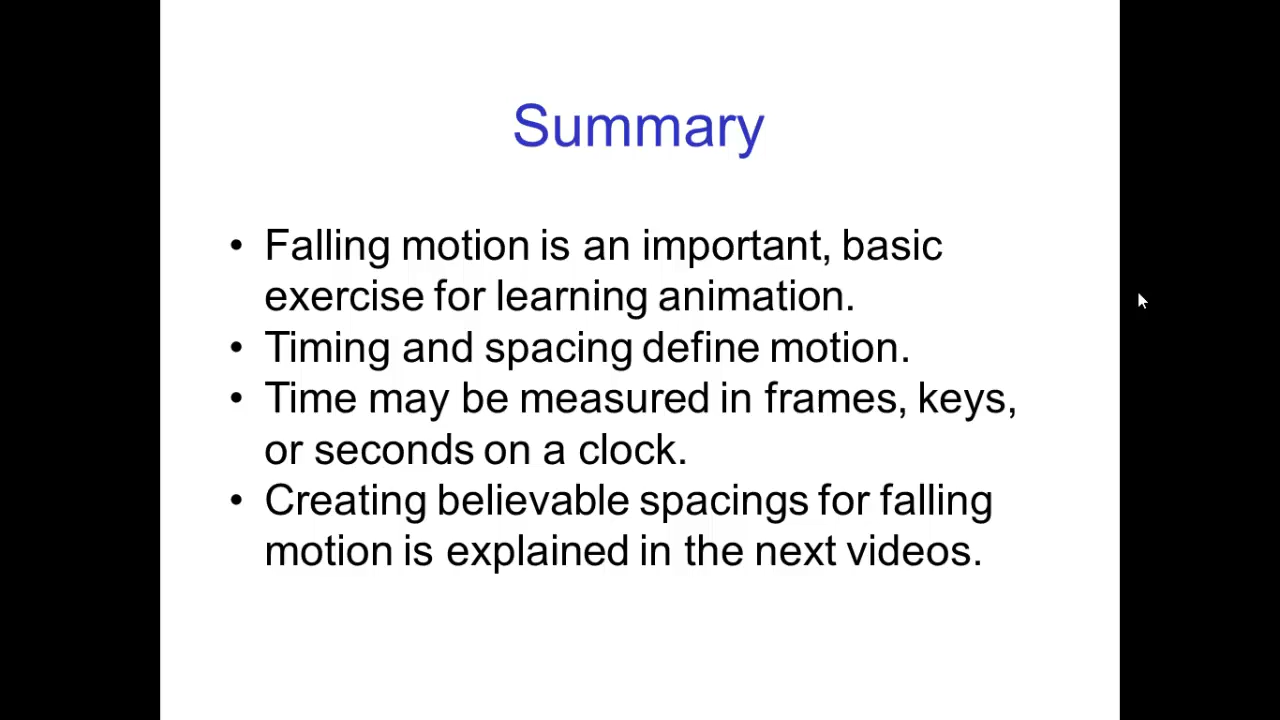 Summary
• Falling motion is an important, basic
exercise for learning animation.
• Timing and spacing define motion.
• Time may be measured in frames, keys,
or seconds on a clock.
• Creating believable spacings for falling
motion is explained in the next videos.